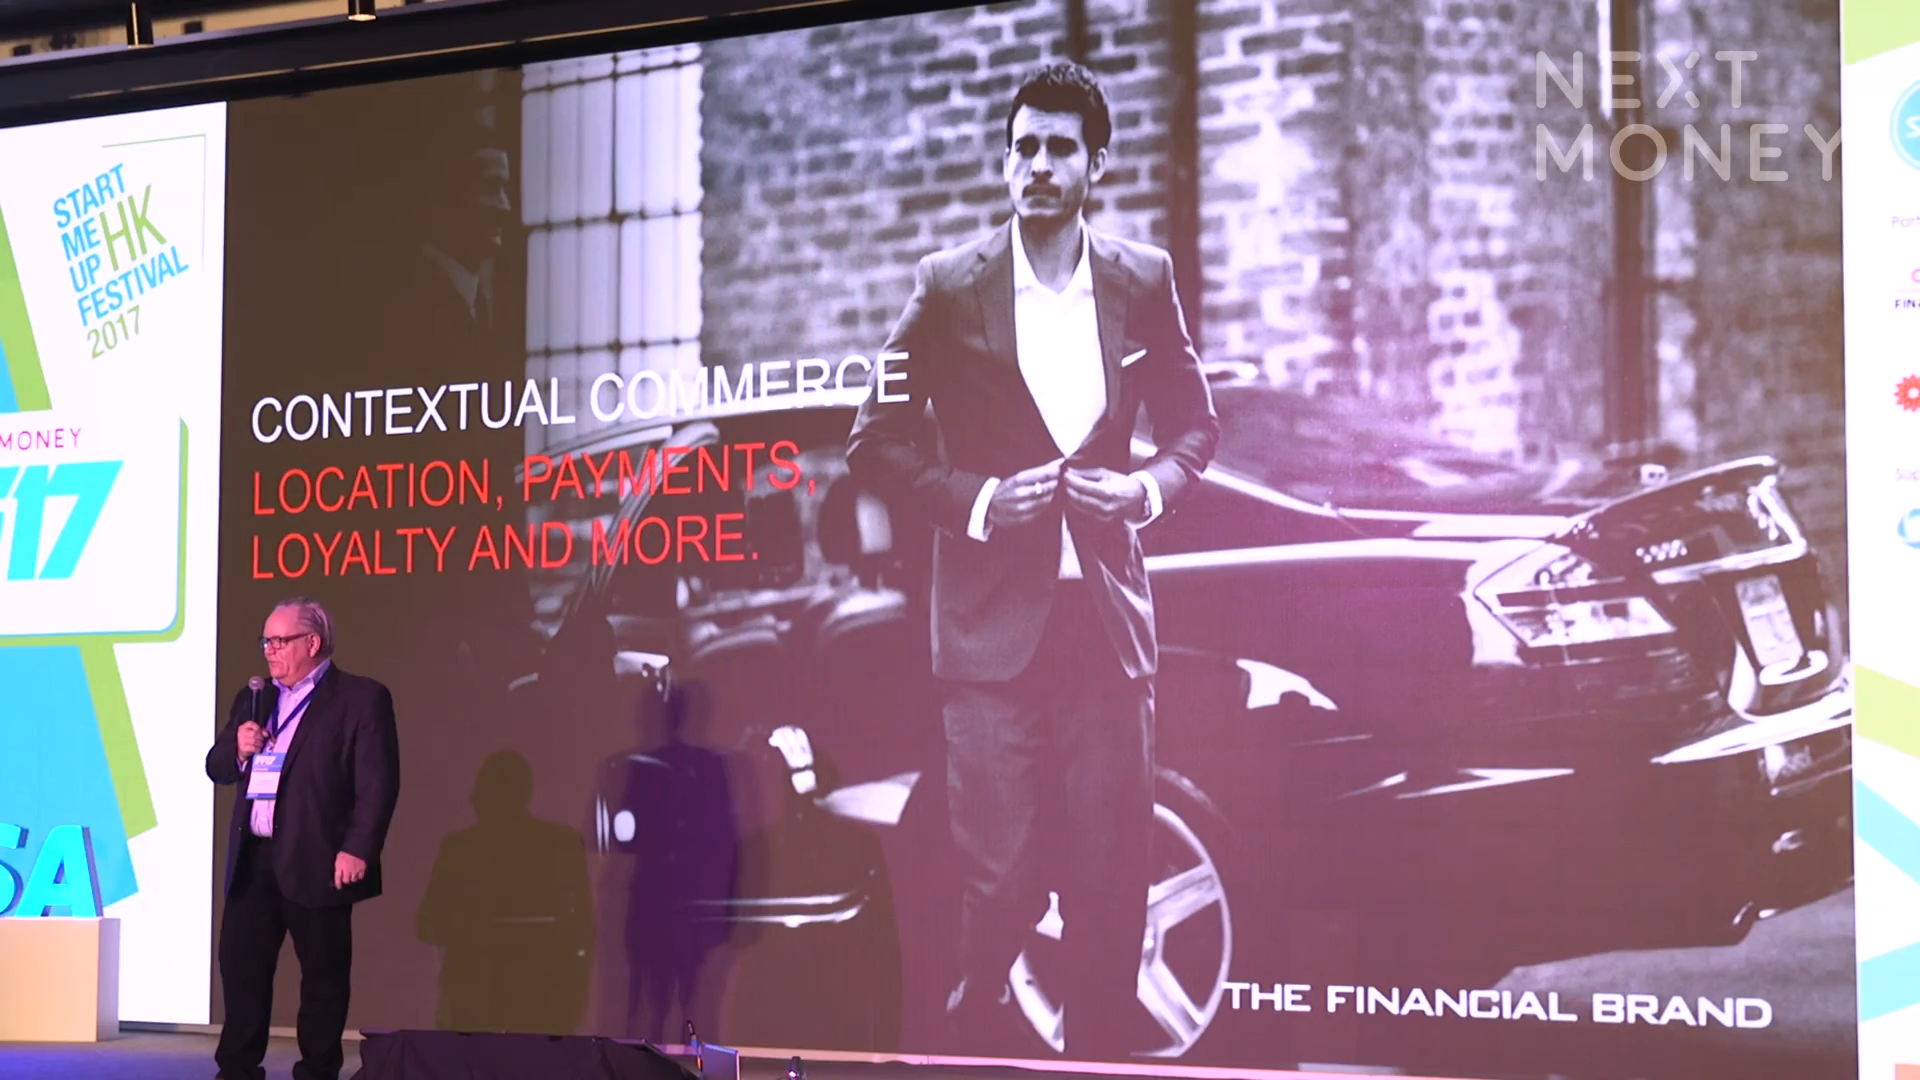 NEXT
MONEY
START
ME
UP
HK
FESTIVAL
2017
MONEY
17
SA
CONTEXTUAL COMMERCE
LOCATION, PAYMENTS,
LOYALTY AND MORE.
THE FINANCIAL BRAND